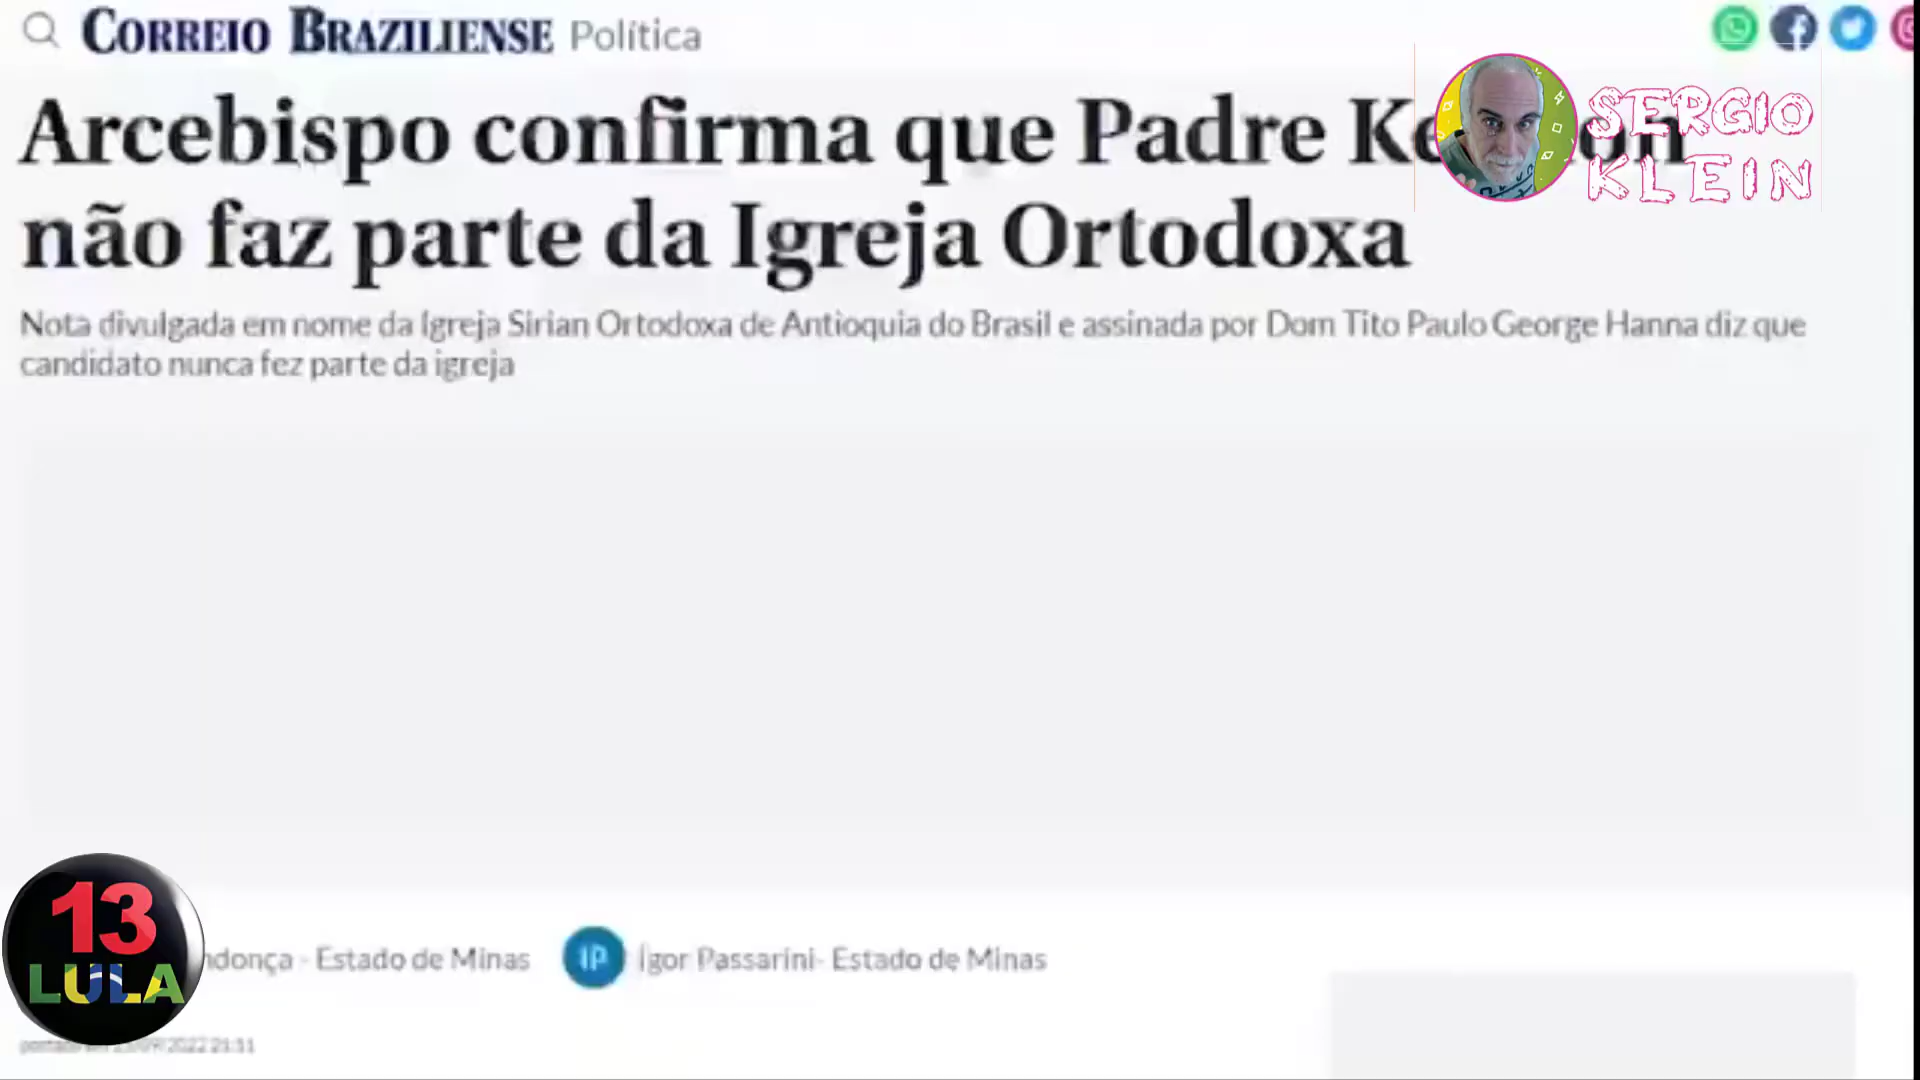 CORREIO BRAZILIENSE Política
Arcebispo confirma que Padre Ke on
não faz parte da Igreja Ortodoxa
SERGIO
KLEIN
Nota divulgada em nome da Igreja Sirian Ortodoxa de Antioquia do Brasil e assinada por Dom Tito Paulo George Hanna diz que
candidato nunca fez parte da igreja
13
LULA
ndonça - Estado de Minas
IP Ígor Passarini- Estado de Minas